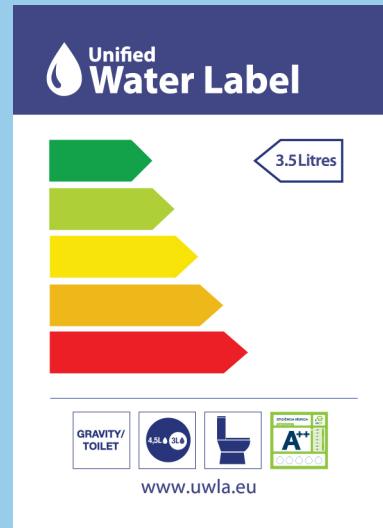 Unified
Water Label
3.5 Litres
GRAVITY/
TOILET
4,5L 3L
A++
www.uwla.eu